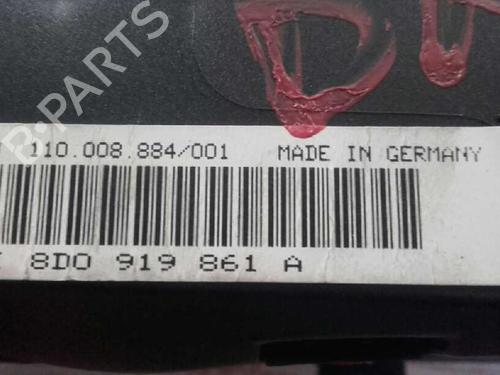 B-PARTS
110.008.884/001 MADE IN GERMANY
8D0 919 861 A